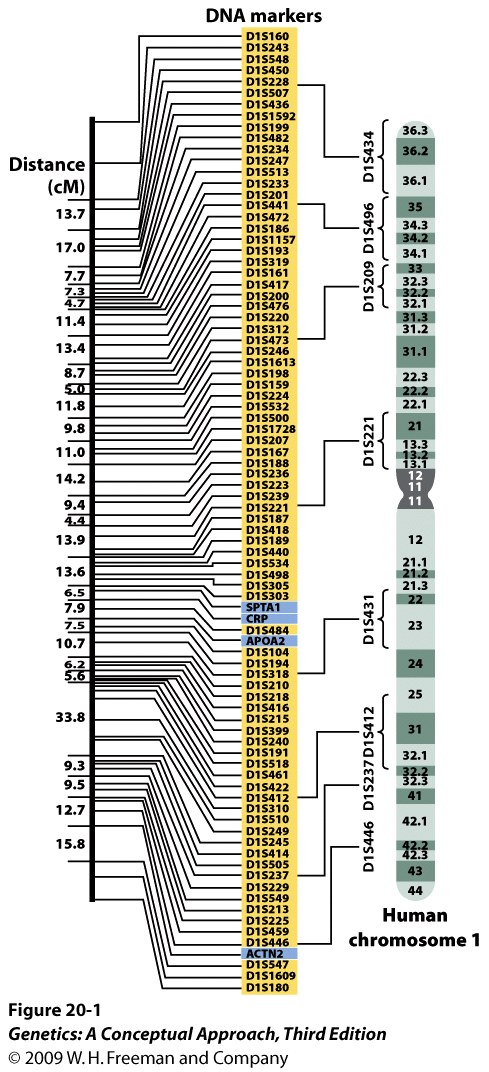 DNA markers
D1S160
D1S243
D1S548
D1S450
D1S228
D1S507
D1S436
D1S1592
D1S199
D1S482
D1S234
D1S247
D1S513
D1S233
D1S201
D1S441
D1S472
D1S186
D1S1157
D1S193
D1S319
D1S161
D1S417
D1S200
D1S476
D1S220
D1S312
D1S473
D1S246
D1S1613
D1S198
D1S159
D1S224
D1S532
D1S500
D1S1728
D1S207
D1S167
D1S188
D1S236
D1S223
D1S239
D1S221
D1S187
D1S418
D1S189
D1S440
D1S534
D1S498
D1S305
D1S303
SPTA1
CRP
D1S484
APOA2
D1S104
D1S194
D1S318
D1S210
D1S218
D1S416
D1S215
D1S399
D1S240
D1S191
D1S518
D1S461
D1S422
D1S412
D1S310
D1S510
D1S249
D1S245
D1S414
D1S505
D1S237
D1S229
D1S549
D1S213
D1S225
D1S459
D1S446
ACTN2
D1S547
D1S1609
D1S180
Distance
(cM)
13.7
17.0
7.7
7.3
4.7
11.4
13.4
8.7
5.0
11.8
9.8
11.0
14.2
9.4
4.4
13.9
13.6
6.5
7.9
7.5
10.7
6.2
5.6
33.8
9.3
9.5
12.7
15.8
D1S434
D1S496
D1S209
D1S221
D1S431
D1S412
D1S237
D1S446
36.3
36.2
36.1
35
34.3
34.2
34.1
33
32.3
32.2
32.1
31.3
31.2
31.1
22.3
22.2
22.1
21
13.3
13.2
13.1
12
11
11
12
21.1
21.2
21.3
22
23
24
25
31
32.1
32.2
32.3
41
42.1
42.2
42.3
43
44
Human
chromosome 1
Figure 20-1
Genetics: A Conceptual Approach, Third Edition
© 2009 W. H. Freeman and Company